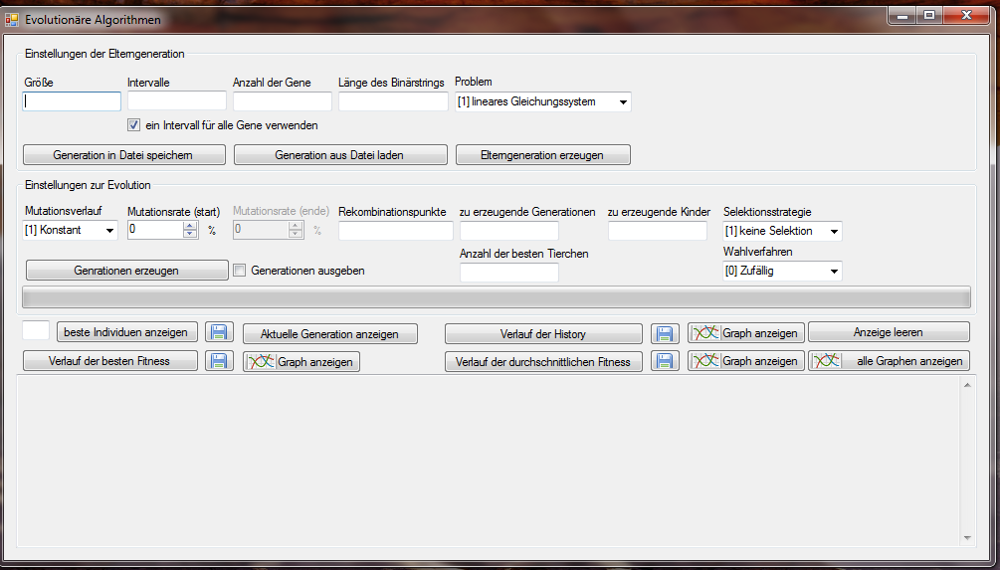 Evolutionäre Algorithmen
Einstellungen der Elterngeneration
Größe Intervalle Anzahl der Gene Länge des Binärstrings Problem
[1] lineares Gleichungssystem
ein Intervall für alle Gene verwenden
Generation in Datei speichern Generation aus Datei laden Elterngeneration erzeugen
Einstellungen zur Evolution
Mutationsverlauf Mutationsrate (start) Mutationsrate (ende) Rekombinationspunkte zu erzeugende Generationen zu erzeugende Kinder Selektionsstrategie
[1] Konstant 0 % 0 % [1] keine Selektion
Anzahl der besten Tierchen Wahlverfahren
Genrationen erzeugen Generationen ausgeben [0] Zufällig
beste Individuen anzeigen Aktuelle Generation anzeigen Verlauf der History Graph anzeigen Anzeige leeren
Verlauf der besten Fitness Graph anzeigen Verlauf der durchschnittlichen Fitness Graph anzeigen alle Graphen anzeigen